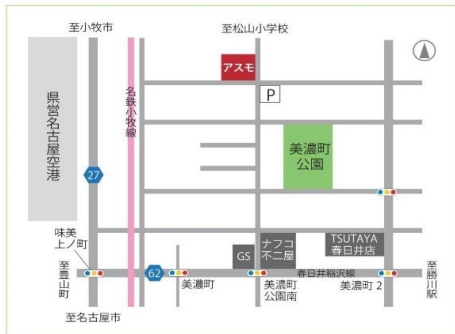 至小牧市
至松山小学校
アスモ
P
県営名古屋空港
名鉄小牧線
美濃町
公園
27
味美
上ノ町
GS
ナフコ
不二屋
TSUTAYA
春日井店
至豊山町
62
美濃町
美濃町
公園南
春日井稲沢線
美濃町 2
至勝川駅
至名古屋市